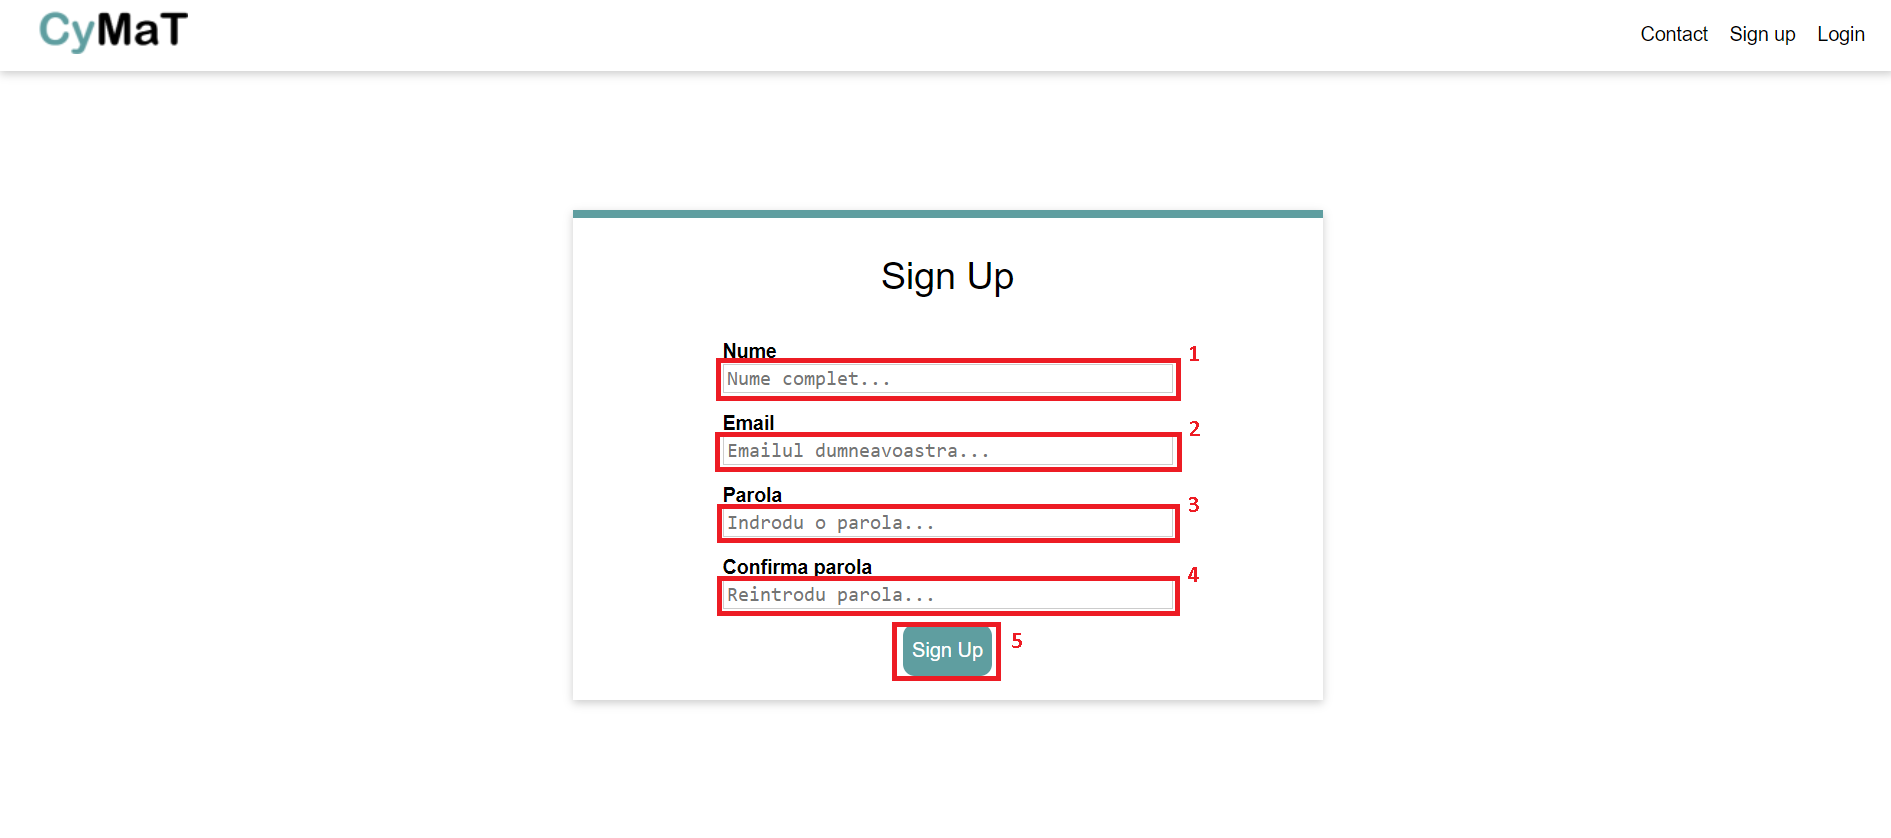 CyMaT
Contact Sign up Login
Sign Up
Nume
1
Nume complet...
Email
2
Emailul dumneavoastra...
Parola
3
Indrodu o parola...
Confirma parola
4
Reintrodu parola...
Sign Up
5